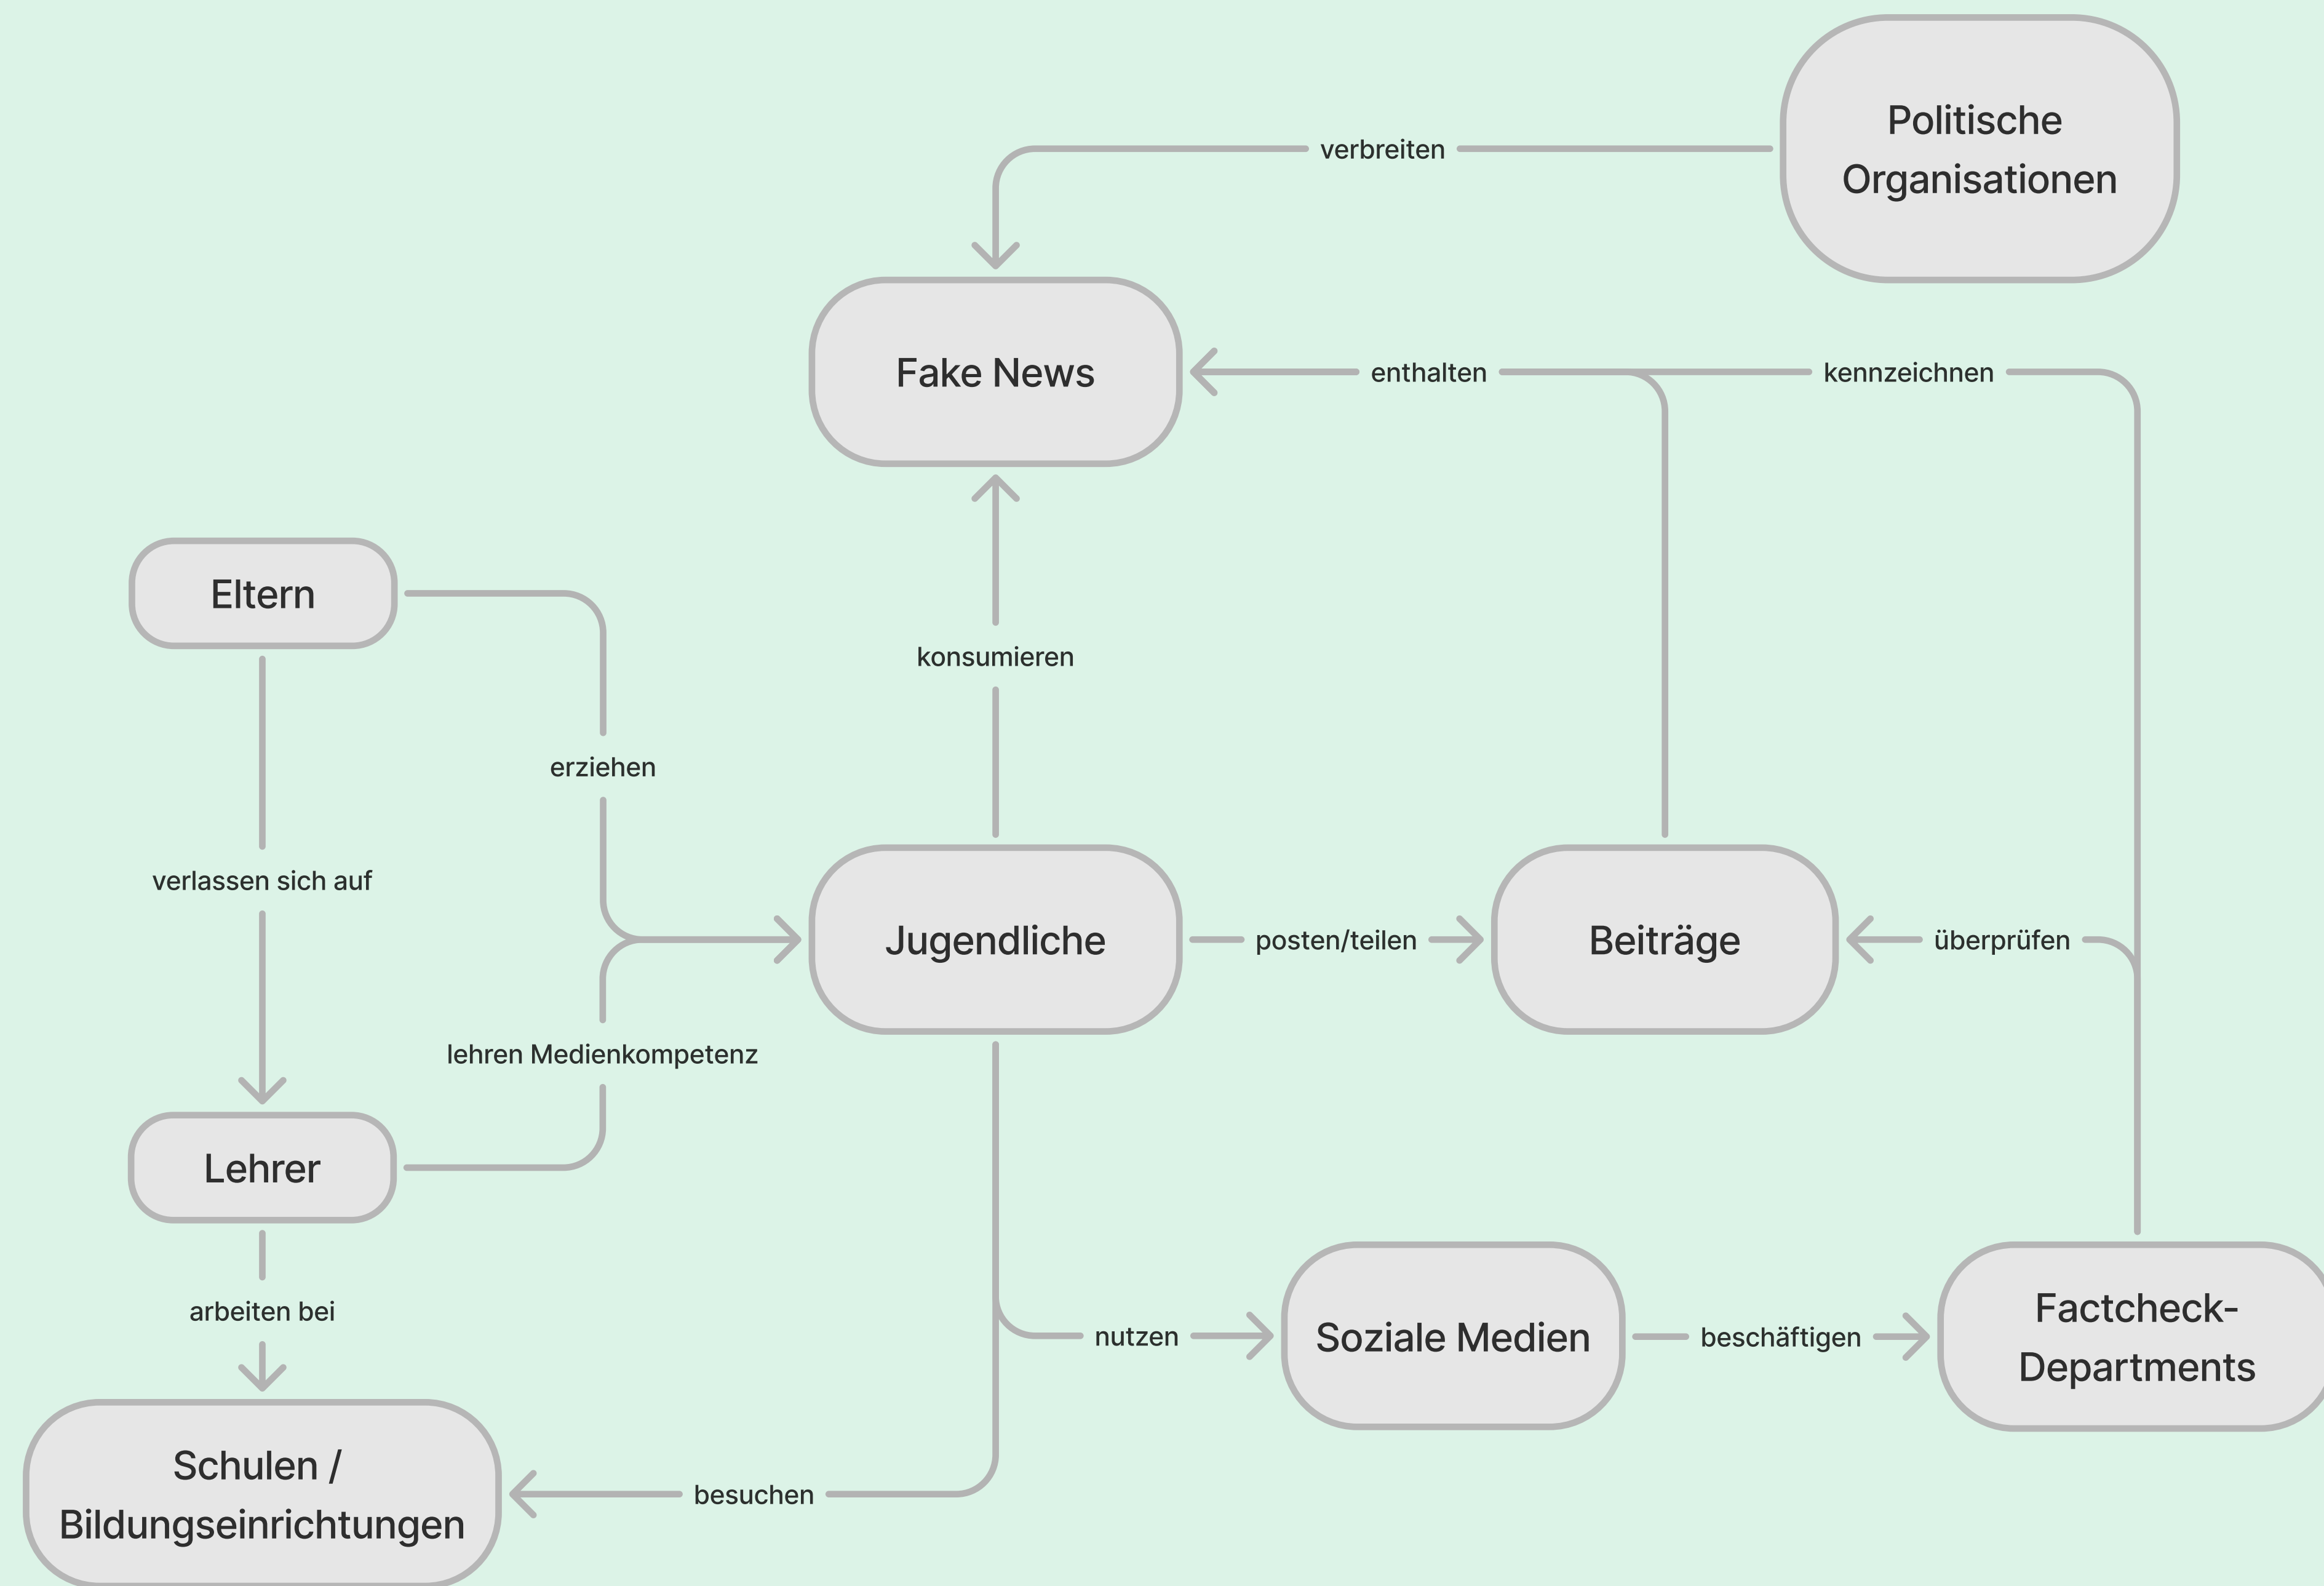 Politische
Organisationen
verbreiten
Fake News
enthalten
kennzeichnen
Eltern
konsumieren
erziehen
verlassen sich auf
Jugendliche
posten/teilen
Beiträge
überprüfen
lehren Medienkompetenz
Lehrer
arbeiten bei
nutzen
Soziale Medien
beschäftigen
Factcheck-
Departments
Schulen /
Bildungseinrichtungen
besuchen